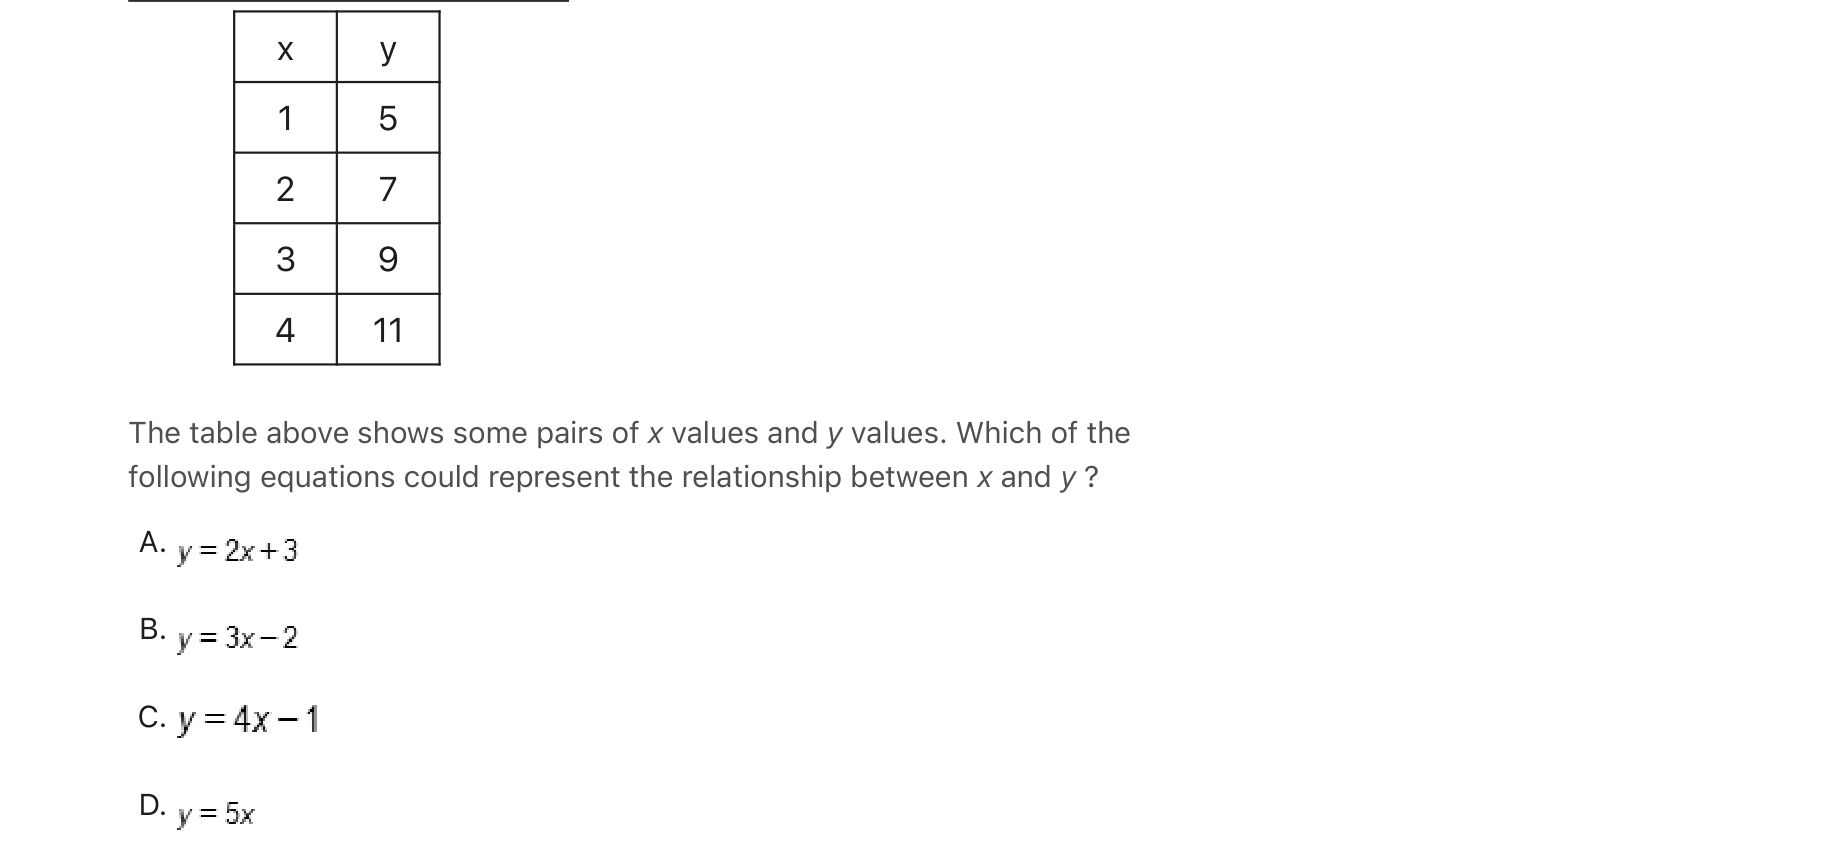 x y
1 5
2 7
3 9
4 11
The table above shows some pairs of x values and y values. Which of the
following equations could represent the relationship between x and y ?
A. y = 2x + 3
B. y = 3x − 2
C. y = 4x − 1
D. y = 5x